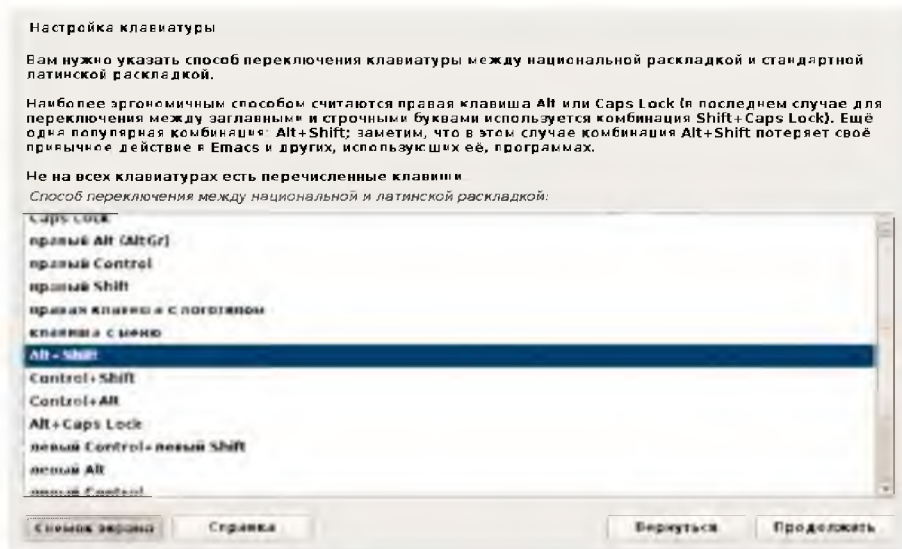 Настройка клавиатуры
Вам нужно указать способ переключения клавиатуры между национальной раскладкой и стандартной
латинской раскладкой.
Наиболее эргономичным способом считаются правая клавиша Alt или Caps Lock (в последнем случае для
переключения между заглавными и строчными буквами используется комбинация Shift+Caps Lock). Ещё
одна популярная комбинация: Alt+Shift; заметим, что в этом случае комбинация Alt+Shift потеряет своё
привычное действие в Emacs и других, использующих её, программах.
Не на всех клавиатурах есть перечисленные клавиши.
Способ переключения между национальной и латинской раскладкой:
Caps Lock
правый Alt (AltGr)
правый Control
правый Shift
правая клавиша с логотипом
клавиша с меню
Alt+Shift
Control+Shift
Control+Alt
Alt+Caps Lock
левый Control+левый Shift
левый Alt
левый Control
Снимок экрана
Справка
Вернуться
Продолжить